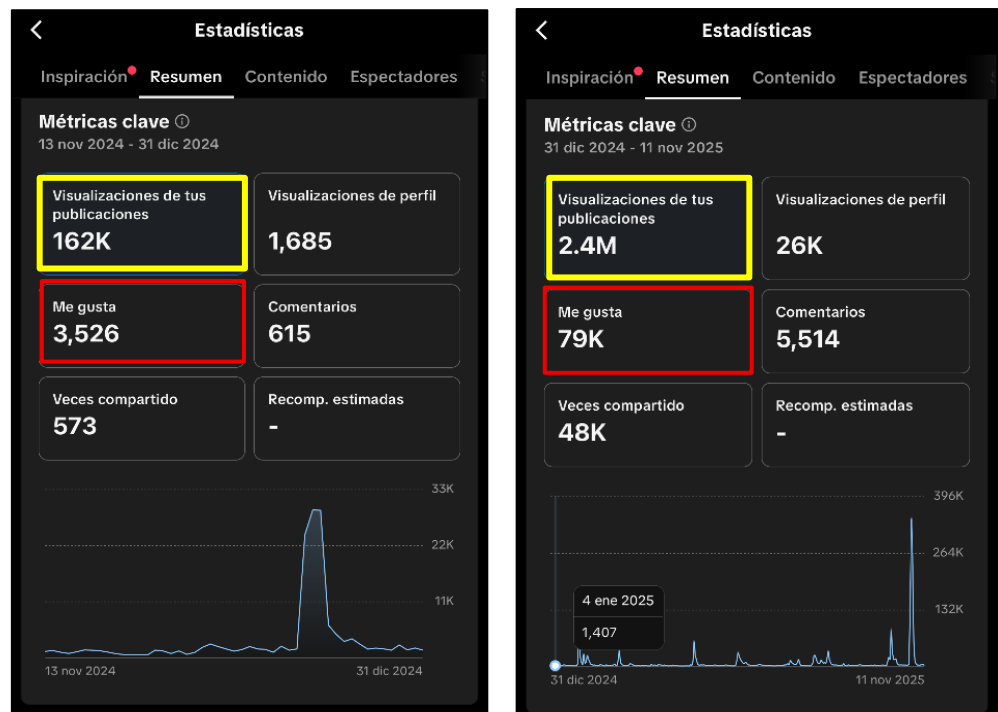 Estadísticas
Inspiración Resumen Contenido Espectadores
Métricas clave
13 nov 2024 - 31 dic 2024
Visualizaciones de tus
publicaciones
162K
Visualizaciones de perfil
1,685
Me gusta
3,526
Comentarios
615
Veces compartido
573
Recomp. estimadas
-
33K
22K
11K
13 nov 2024
31 dic 2024
Estadísticas
Inspiración Resumen Contenido Espectadores
Métricas clave
31 dic 2024 - 11 nov 2025
Visualizaciones de tus
publicaciones
2.4M
Visualizaciones de perfil
26K
Me gusta
79K
Comentarios
5,514
Veces compartido
48K
Recomp. estimadas
-
396K
264K
132K
4 ene 2025
1,407
31 dic 2024
11 nov 2025